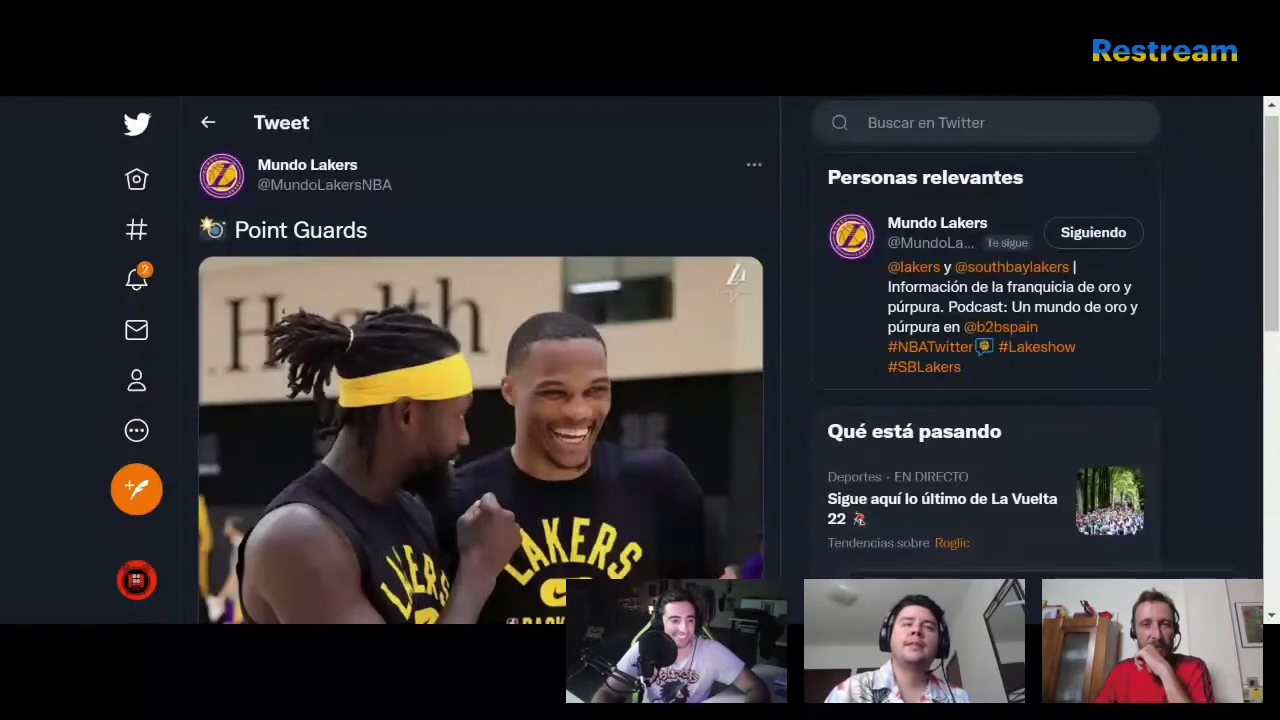 Restream
Tweet
Buscar en Twitter
Mundo Lakers
@MundoLakersNBA
Point Guards
Health
LAKERS
LAKERS
Personas relevantes
Mundo Lakers
@MundoLa... Te sigue
Siguiendo
@lakers y @southbaylakers |
Información de la franquicia de oro y
púrpura. Podcast: Un mundo de oro y
púrpura en @b2bspain
#NBATwitter #Lakeshow
#SBLakers
Qué está pasando
Deportes · EN DIRECTO
Sigue aquí lo último de La Vuelta
22
Tendencias sobre Roglic
2